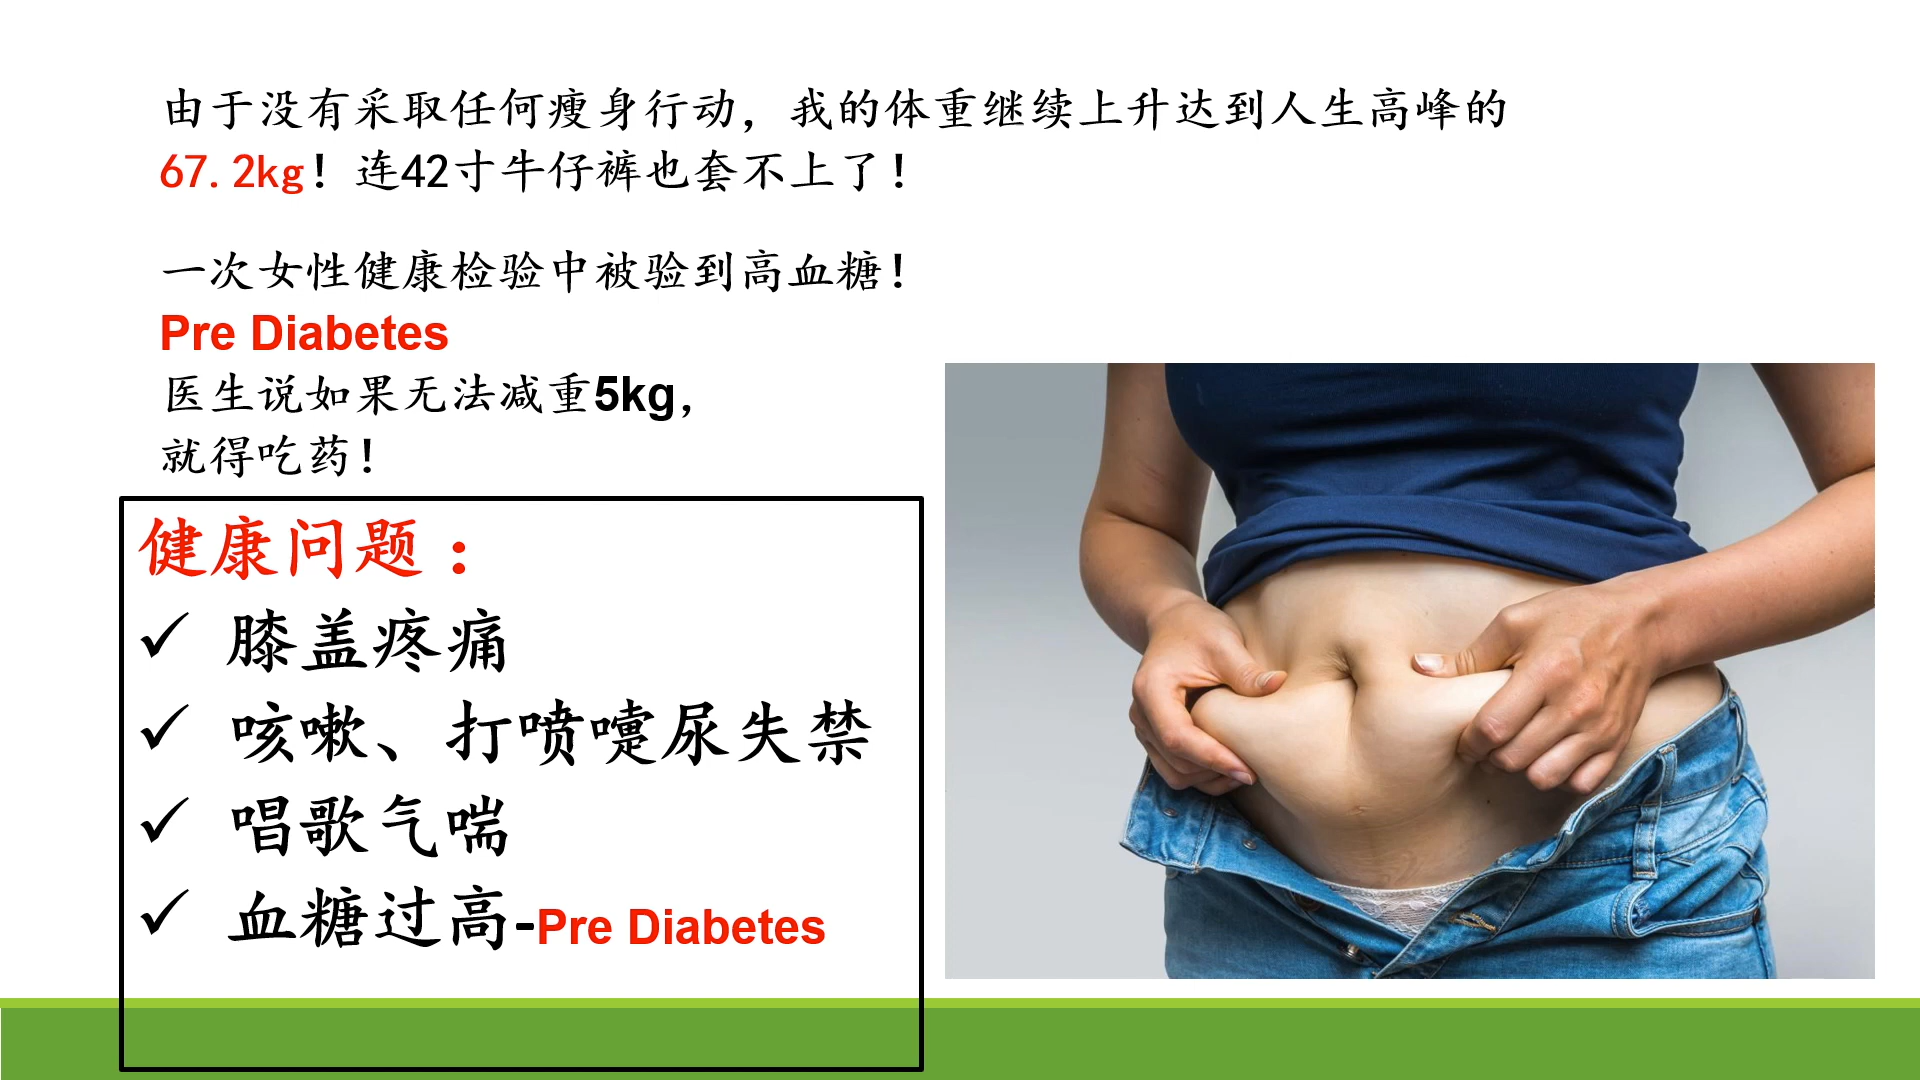 由于没有采取任何瘦身行动，我的体重继续上升达到人生高峰的
67.2kg！连42寸牛仔裤也套不上了！
一次女性健康检验中被验到高血糖！
Pre Diabetes
医生说如果无法减重5kg，
就得吃药！
健康问题：
✓ 膝盖疼痛
✓ 咳嗽、打喷嚏尿失禁
✓ 唱歌气喘
✓ 血糖过高-Pre Diabetes